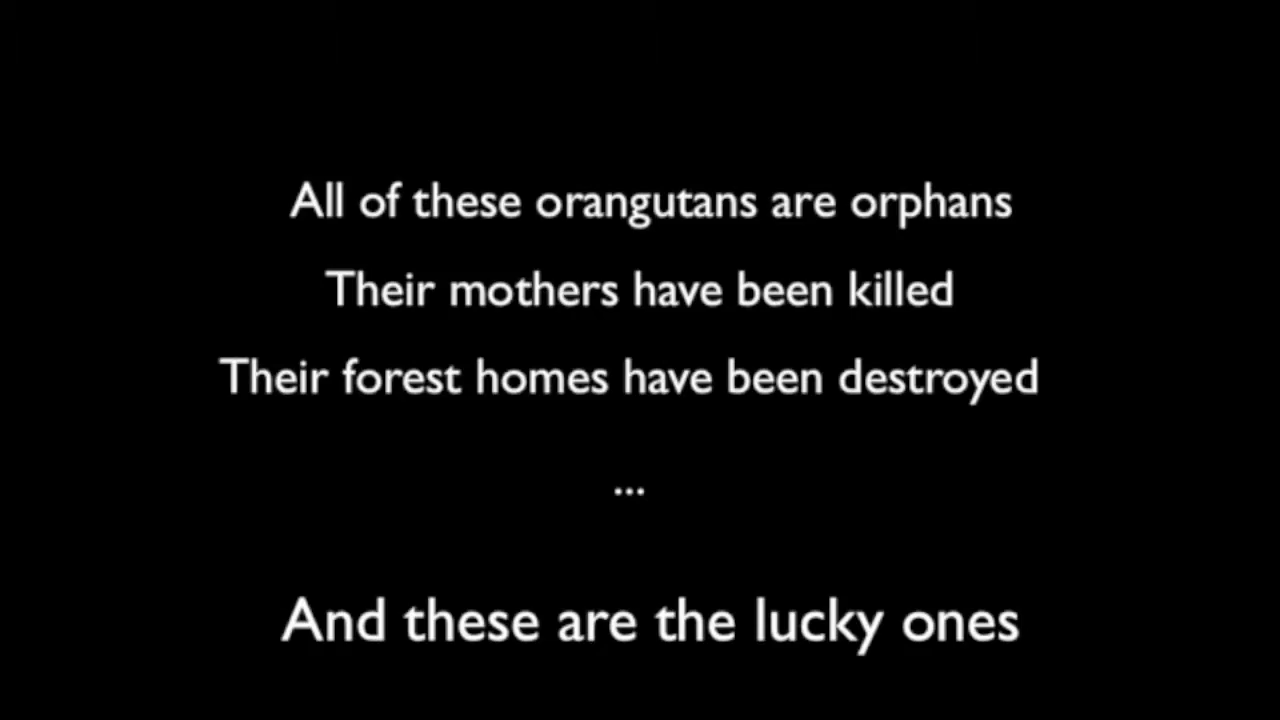 All of these orangutans are orphans
Their mothers have been killed
Their forest homes have been destroyed
...
And these are the lucky ones